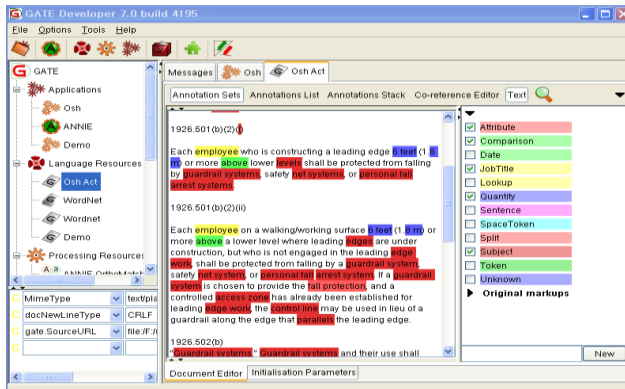 GATE Developer 7.0 build 4195
File Options Tools Help
GATE
Applications
Osh
ANNIE
Demo
Language Resources
Osh Act
WordNet
Wordnet
Demo
Processing Resources
MimeType
docNewLineType CRLF
gate.SourceURL
Messages Osh Osh Act
Annotation Sets Annotations List Annotations Stack Co-reference Editor Text
1926.501(b)(2)(i)
Each employee who is constructing a leading edge 6 feet (1.8
m) or more above lower levels shall be protected from falling
by guardrail systems, safety net systems, or personal fall
arrest systems.
1926.501(b)(2)(ii)
Each employee on a walking/working surface 6 feet (1.8 m) or
more above a lower level where leading edges are under
construction, but who is not engaged in the leading edge
work, shall be protected from falling by a guardrail system,
safety net system, or personal fall arrest system. If a guardrail
system is chosen to provide the fall protection, and a
controlled access zone has already been established for
leading edge work, the control line may be used in lieu of a
guardrail along the edge that parallels the leading edge.
1926.502(b)
"Guardrail systems." Guardrail systems and their use shall
Document Editor Initialisation Parameters
Attribute
Comparison
Date
JobTitle
Lookup
Quantity
Sentence
SpaceToken
Split
Subject
Token
Unknown
Original markups
New